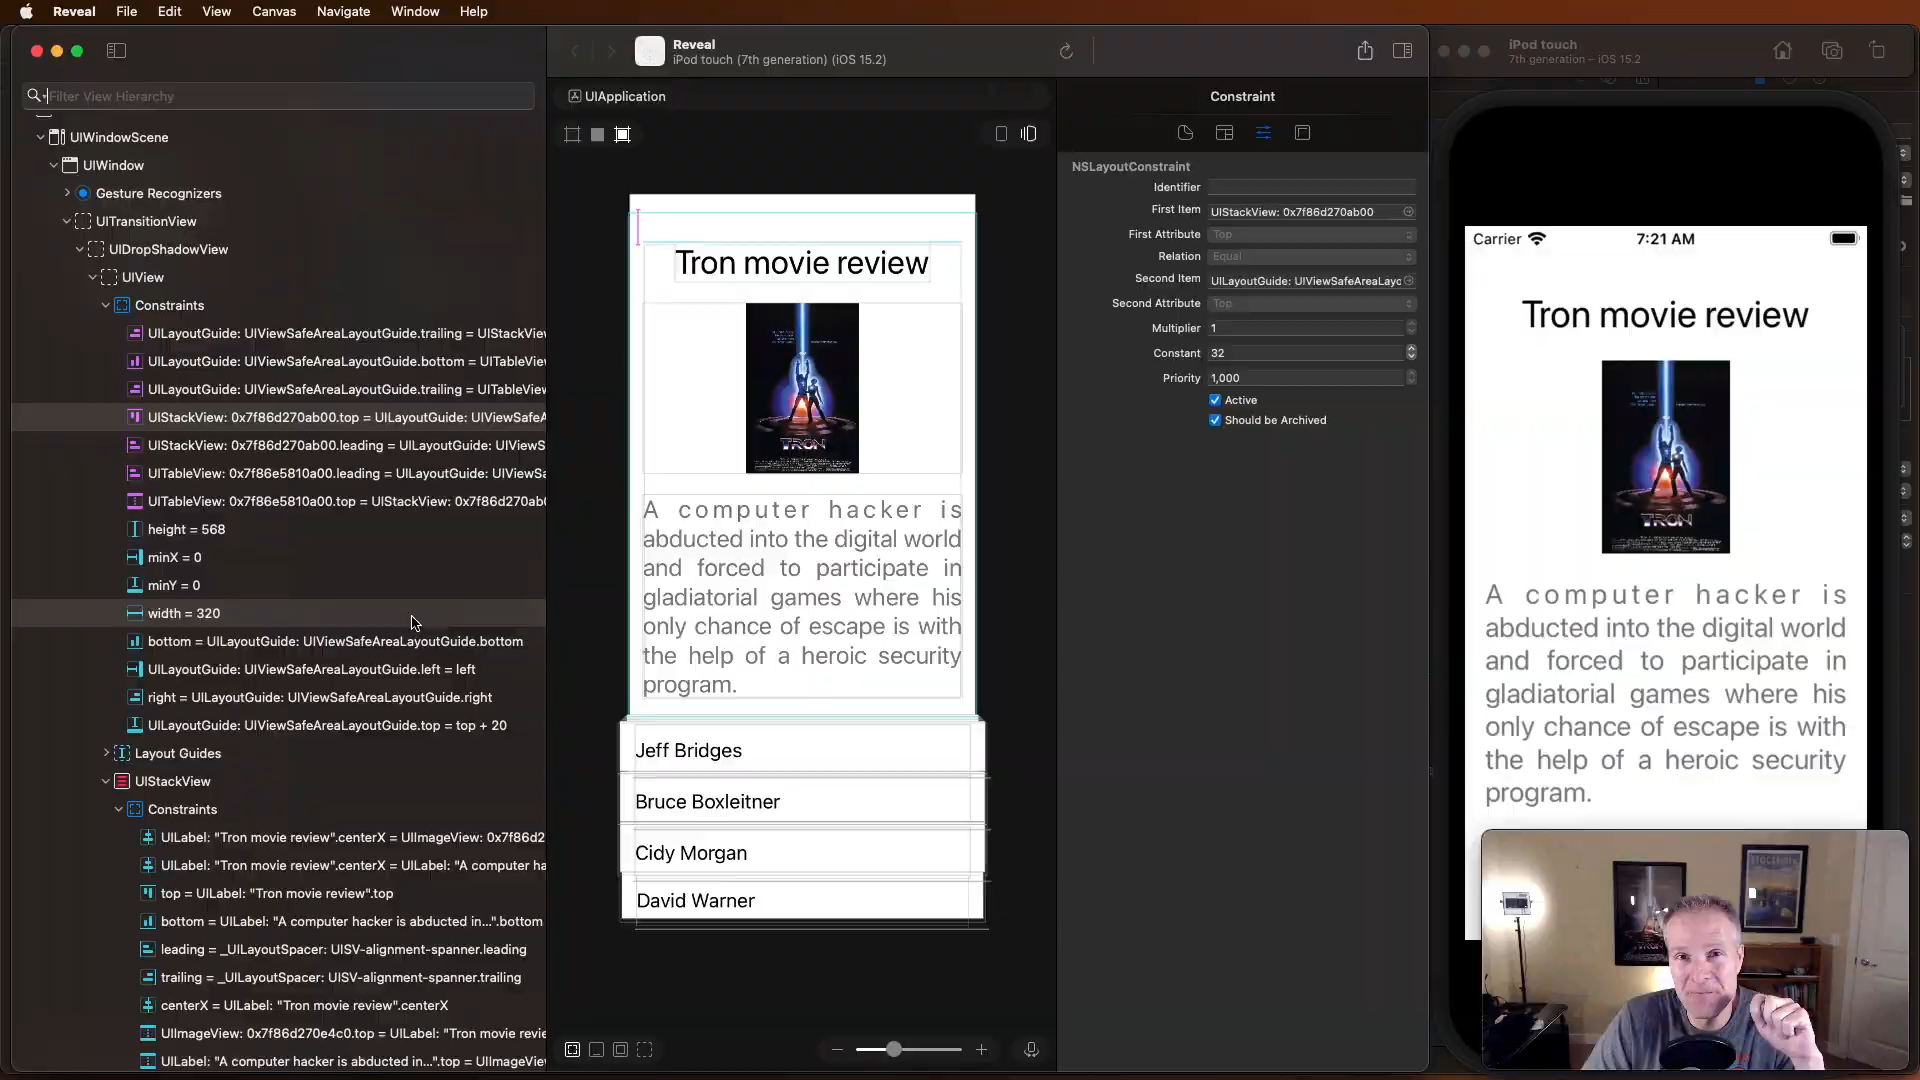 Reveal File Edit View Canvas Navigate Window Help
Filter View Hierarchy
UIWindowScene
UIWindow
Gesture Recognizers
UITransitionView
UIDropShadowView
UIView
Constraints
UILayoutGuide: UIViewSafeAreaLayoutGuide.trailing = UIStackVie
UILayoutGuide: UIViewSafeAreaLayoutGuide.bottom = UITableVie
UILayoutGuide: UIViewSafeAreaLayoutGuide.trailing = UITableVie
UIStackView: 0x7f86d270ab00.top = UILayoutGuide: UIViewSafeA
UIStackView: 0x7f86d270ab00.leading = UILayoutGuide: UIViewS
UITableView: 0x7f86e5810a00.leading = UILayoutGuide: UIViewSa
UITableView: 0x7f86e5810a00.top = UIStackView: 0x7f86d270ab0
height = 568
minX = 0
minY = 0
width = 320
bottom = UILayoutGuide: UIViewSafeAreaLayoutGuide.bottom
UILayoutGuide: UIViewSafeAreaLayoutGuide.left = left
right = UILayoutGuide: UIViewSafeAreaLayoutGuide.right
UILayoutGuide: UIViewSafeAreaLayoutGuide.top = top + 20
Layout Guides
UIStackView
Constraints
UILabel: "Tron movie review".centerX = UIImageView: 0x7f86d2
UILabel: "Tron movie review".centerX = UILabel: "A computer ha
top = UILabel: "Tron movie review".top
bottom = UILabel: "A computer hacker is abducted in...".bottom
leading = _UILayoutSpacer: UISV-alignment-spanner.leading
trailing = _UILayoutSpacer: UISV-alignment-spanner.trailing
centerX = UILabel: "Tron movie review".centerX
UIImageView: 0x7f86d270e4c0.top = UILabel: "Tron movie revie
UILabel: "A computer hacker is abducted in...".top = UIImageView
Reveal
iPod touch (7th generation) (iOS 15.2)
UIApplication
Tron movie review
TRON
A computer hacker is
abducted into the digital world
and forced to participate in
gladiatorial games where his
only chance of escape is with
the help of a heroic security
program.
Jeff Bridges
Bruce Boxleitner
Cidy Morgan
David Warner
Constraint
NSLayoutConstraint
Identifier
First Item UIStackView: 0x7f86d270ab00
First Attribute Top
Relation Equal
Second Item UILayoutGuide: UIViewSafeAreaLayo
Second Attribute Top
Multiplier 1
Constant 32
Priority 1,000
Active
Should be Archived
iPod touch
7th generation – iOS 15.2
Carrier 7:21 AM
Tron movie review
TRON
A computer hacker is
abducted into the digital world
and forced to participate in
gladiatorial games where his
only chance of escape is with
the help of a heroic security
program.